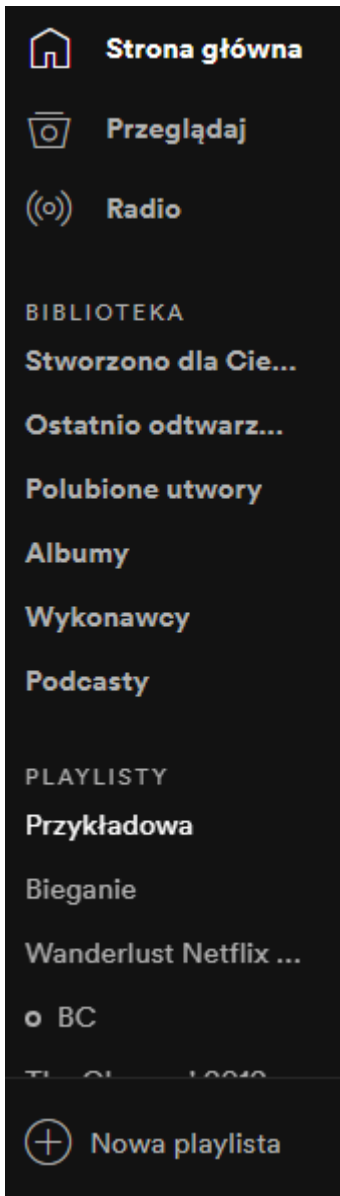 Strona główna
Przeglądaj
Radio
BIBLIOTEKA
Stworzono dla Cie...
Ostatnio odtwarz...
Polubione utwory
Albumy
Wykonawcy
Podcasty
PLAYLISTY
Przykładowa
Bieganie
Wanderlust Netflix ...
BC
Nowa playlista